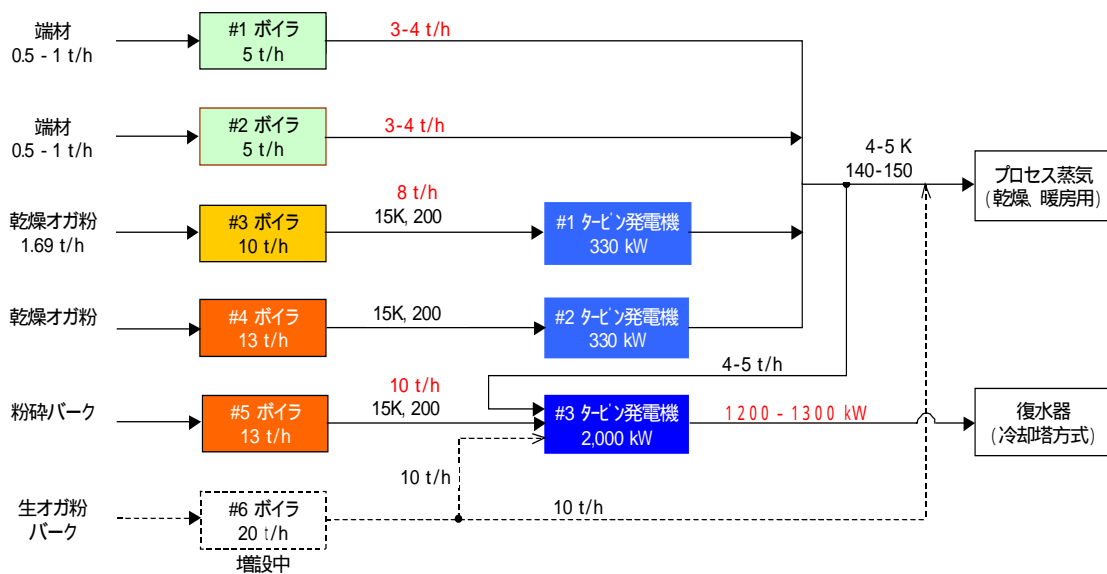 端材
0.5 - 1 t/h
#1 ボイラ
5 t/h
3-4 t/h
端材
0.5 - 1 t/h
#2 ボイラ
5 t/h
3-4 t/h
4-5 K
140-150
プロセス蒸気
(乾燥、暖房用)
乾燥オガ粉
1.69 t/h
#3 ボイラ
10 t/h
8 t/h
15K, 200
#1 タービン発電機
330 kW
乾燥オガ粉
#4 ボイラ
13 t/h
15K, 200
#2 タービン発電機
330 kW
4-5 t/h
粉砕バーク
#5 ボイラ
13 t/h
10 t/h
15K, 200
#3 タービン発電機
2,000 kW
1200 - 1300 kW
復水器
(冷却塔方式)
生オガ粉
バーク
#6 ボイラ
20 t/h
増設中
10 t/h
10 t/h